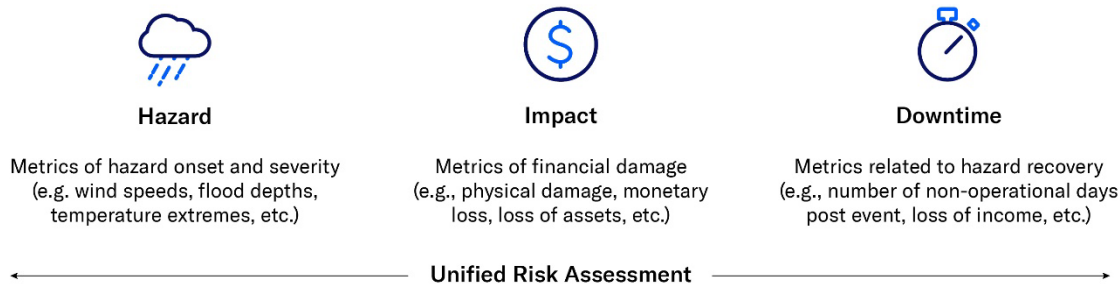 $
Hazard
Metrics of hazard onset and severity
(e.g. wind speeds, flood depths,
temperature extremes, etc.)
Impact
Metrics of financial damage
(e.g., physical damage, monetary
loss, loss of assets, etc.)
Downtime
Metrics related to hazard recovery
(e.g., number of non-operational days
post event, loss of income, etc.)
Unified Risk Assessment